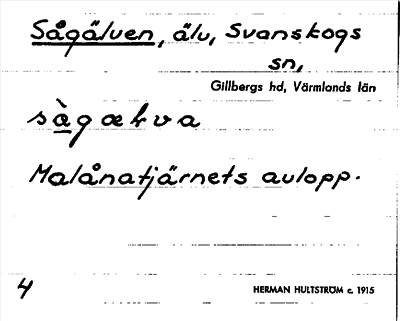 Sågälven, älv, Svanskogs
sn,
Gillbergs hd, Värmlands län
sàgælva
Malånatjärnets avlopp.
4
HERMAN HULTSTRÖM c. 1915